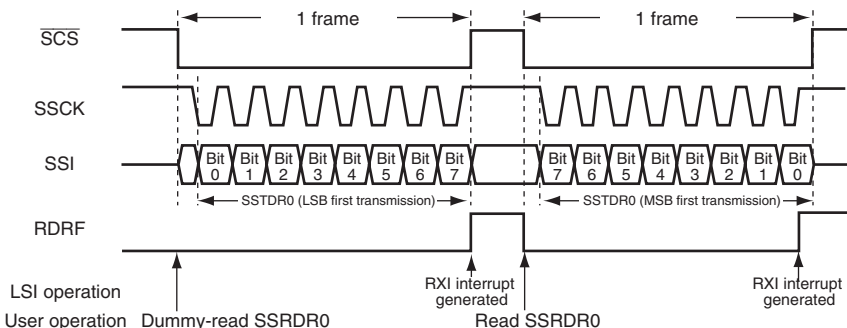 1 frame 1 frame
SCS
SSCK
SSI Bit 0 Bit 1 Bit 2 Bit 3 Bit 4 Bit 5 Bit 6 Bit 7 Bit 7 Bit 6 Bit 5 Bit 4 Bit 3 Bit 2 Bit 1 Bit 0
SSTDR0 (LSB first transmission) SSTDR0 (MSB first transmission)
RDRF
LSI operation RXI interrupt generated RXI interrupt generated
User operation Dummy-read SSRDR0 Read SSRDR0